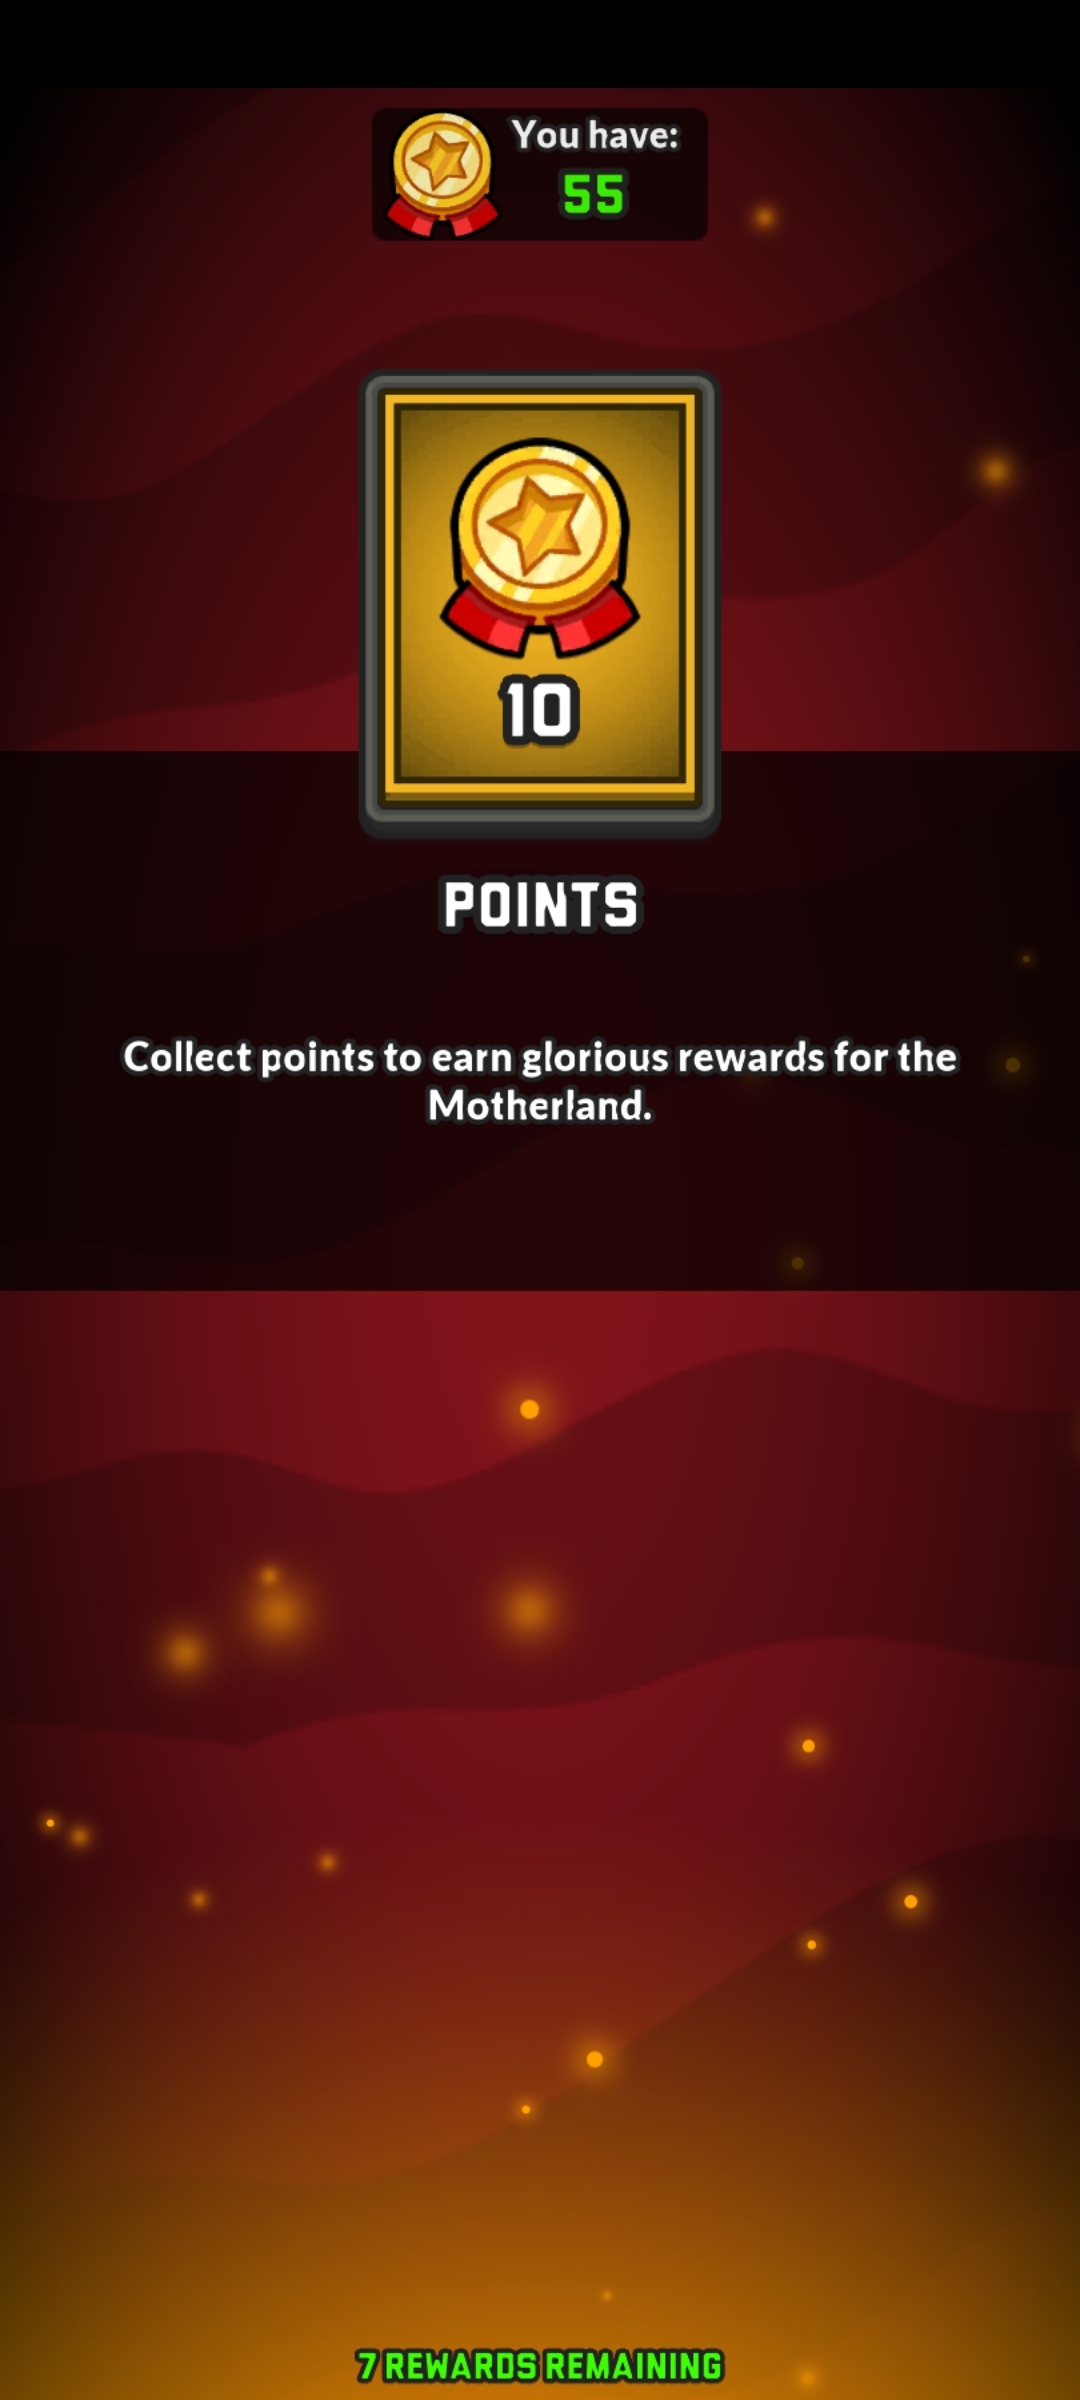 You have:
55
10
POINTS
Collect points to earn glorious rewards for the
Motherland.
7 REWARDS REMAINING